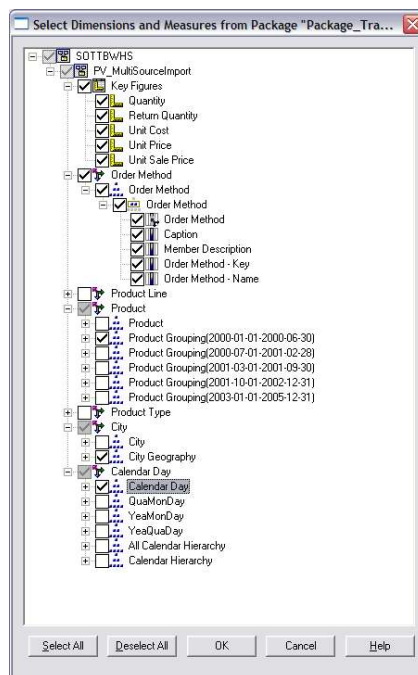 Select Dimensions and Measures from Package "Package_Tra...
SOTTBWHS
PV_MultiSourceImport
Key Figures
Quantity
Return Quantity
Unit Cost
Unit Price
Unit Sale Price
Order Method
Order Method
Order Method
Order Method
Caption
Member Description
Order Method - Key
Order Method - Name
Product Line
Product
Product
Product Grouping(2000-01-01-2000-06-30)
Product Grouping(2000-07-01-2001-02-28)
Product Grouping(2001-03-01-2001-09-30)
Product Grouping(2001-10-01-2002-12-31)
Product Grouping(2003-01-01-2005-12-31)
Product Type
City
City
City Geography
Calendar Day
Calendar Day
QuaMonDay
YeaMonDay
YeaQuaDay
All Calendar Hierarchy
Calendar Hierarchy
Select All Deselect All OK Cancel Help